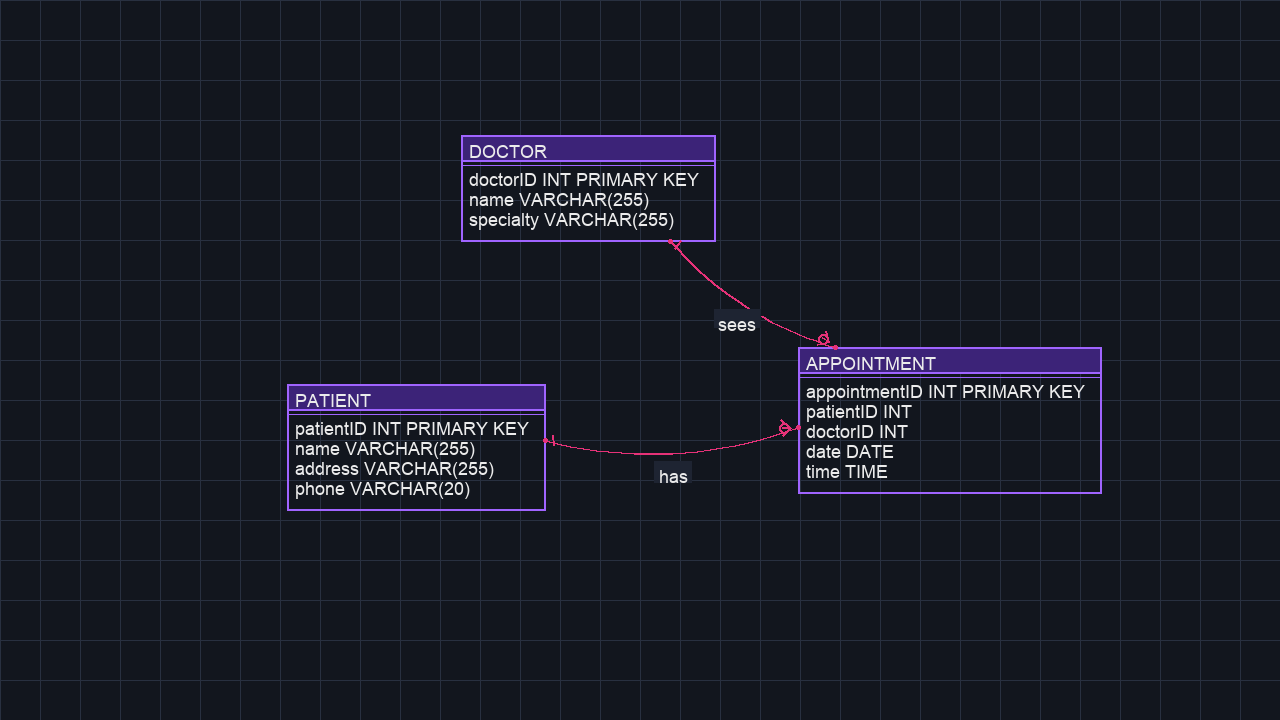 DOCTOR
doctorID INT PRIMARY KEY
name VARCHAR(255)
specialty VARCHAR(255)
sees
APPOINTMENT
appointmentID INT PRIMARY KEY
patientID INT
doctorID INT
date DATE
time TIME
PATIENT
patientID INT PRIMARY KEY
name VARCHAR(255)
address VARCHAR(255)
phone VARCHAR(20)
has